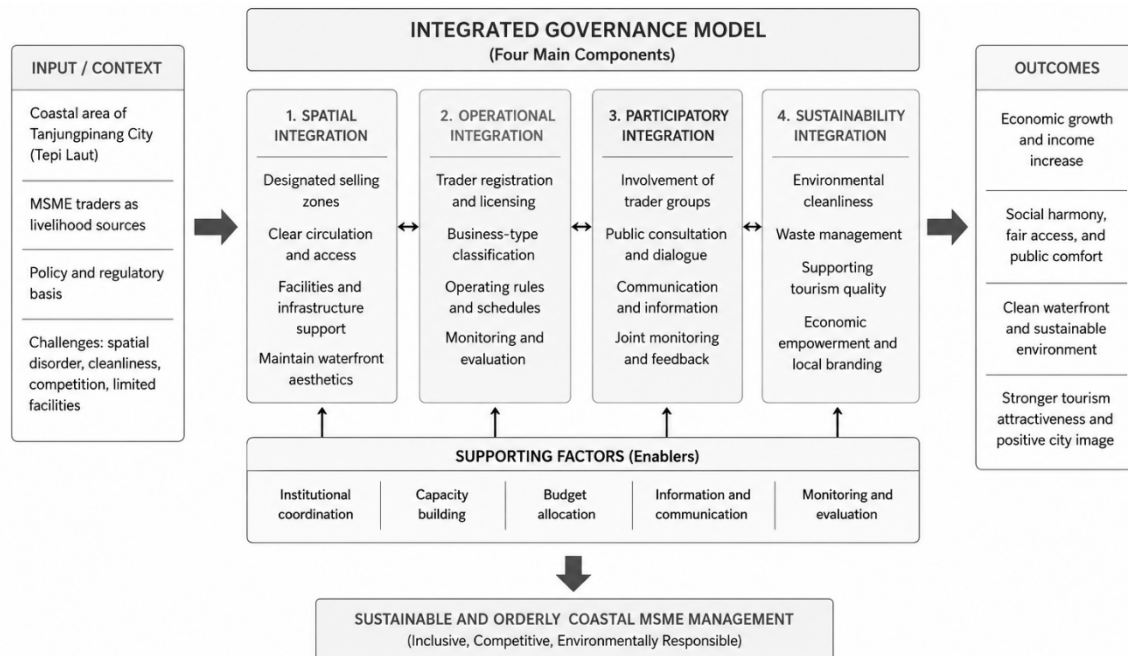 INTEGRATED GOVERNANCE MODEL
(Four Main Components)
INPUT / CONTEXT
Coastal area of
Tanjungpinang City
(Tepi Laut)
MSME traders as
livelihood sources
Policy and regulatory
basis
Challenges: spatial
disorder, cleanliness,
competition, limited
facilities
1. SPATIAL
INTEGRATION
Designated selling
zones
Clear circulation
and access
Facilities and
infrastructure
support
Maintain waterfront
aesthetics
2. OPERATIONAL
INTEGRATION
Trader registration
and licensing
Business-type
classification
Operating rules
and schedules
Monitoring and
evaluation
3. PARTICIPATORY
INTEGRATION
Involvement of
trader groups
Public consultation
and dialogue
Communication
and information
Joint monitoring
and feedback
4. SUSTAINABILITY
INTEGRATION
Environmental
cleanliness
Waste management
Supporting
tourism quality
Economic
empowerment and
local branding
OUTCOMES
Economic growth
and income
increase
Social harmony,
fair access, and
public comfort
Clean waterfront
and sustainable
environment
Stronger tourism
attractiveness and
positive city image
SUPPORTING FACTORS (Enablers)
Institutional
coordination
Capacity
building
Budget
allocation
Information and
communication
Monitoring and
evaluation
SUSTAINABLE AND ORDERLY COASTAL MSME MANAGEMENT
(Inclusive, Competitive, Environmentally Responsible)